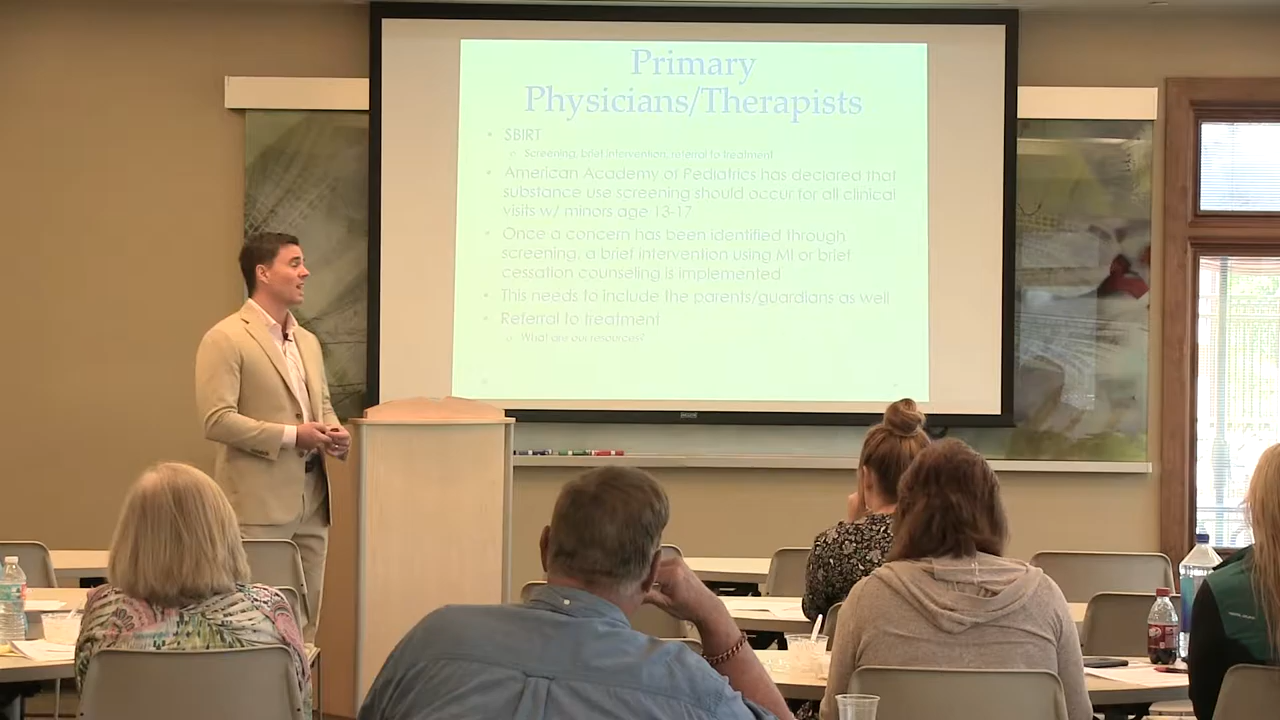 Primary
Physicians/Therapists
• SBIRT
Screening, brief intervention, referral to treatment
• American Academy of Pediatrics has declared that
substance use screening should occur for all clinical
visits w/ minors age 13-17
• Once a concern has been identified through
screening, a brief intervention using MI or brief
cessation counseling is implemented
• This needs to include the parents/guardians as well
• Referral to treatment
o What are our resources?